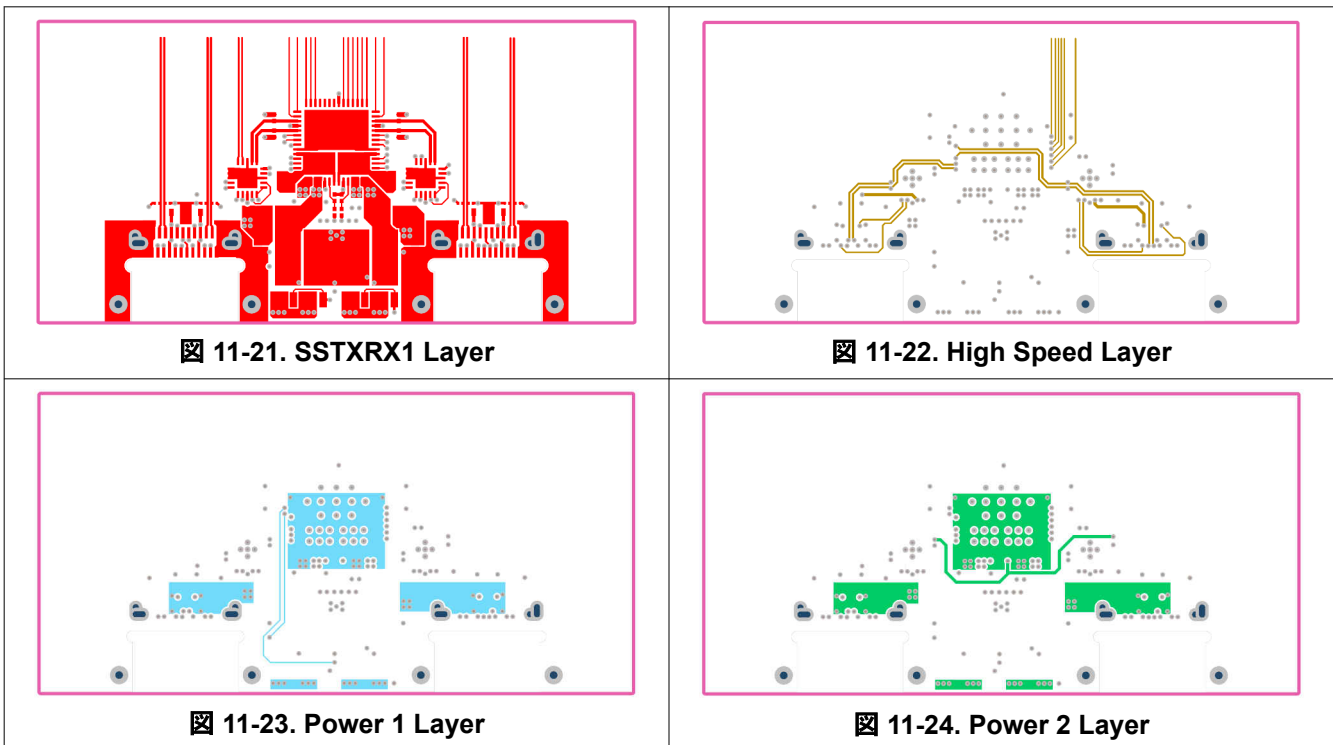 図 11-21. SSTXRX1 Layer
図 11-22. High Speed Layer
図 11-23. Power 1 Layer
図 11-24. Power 2 Layer